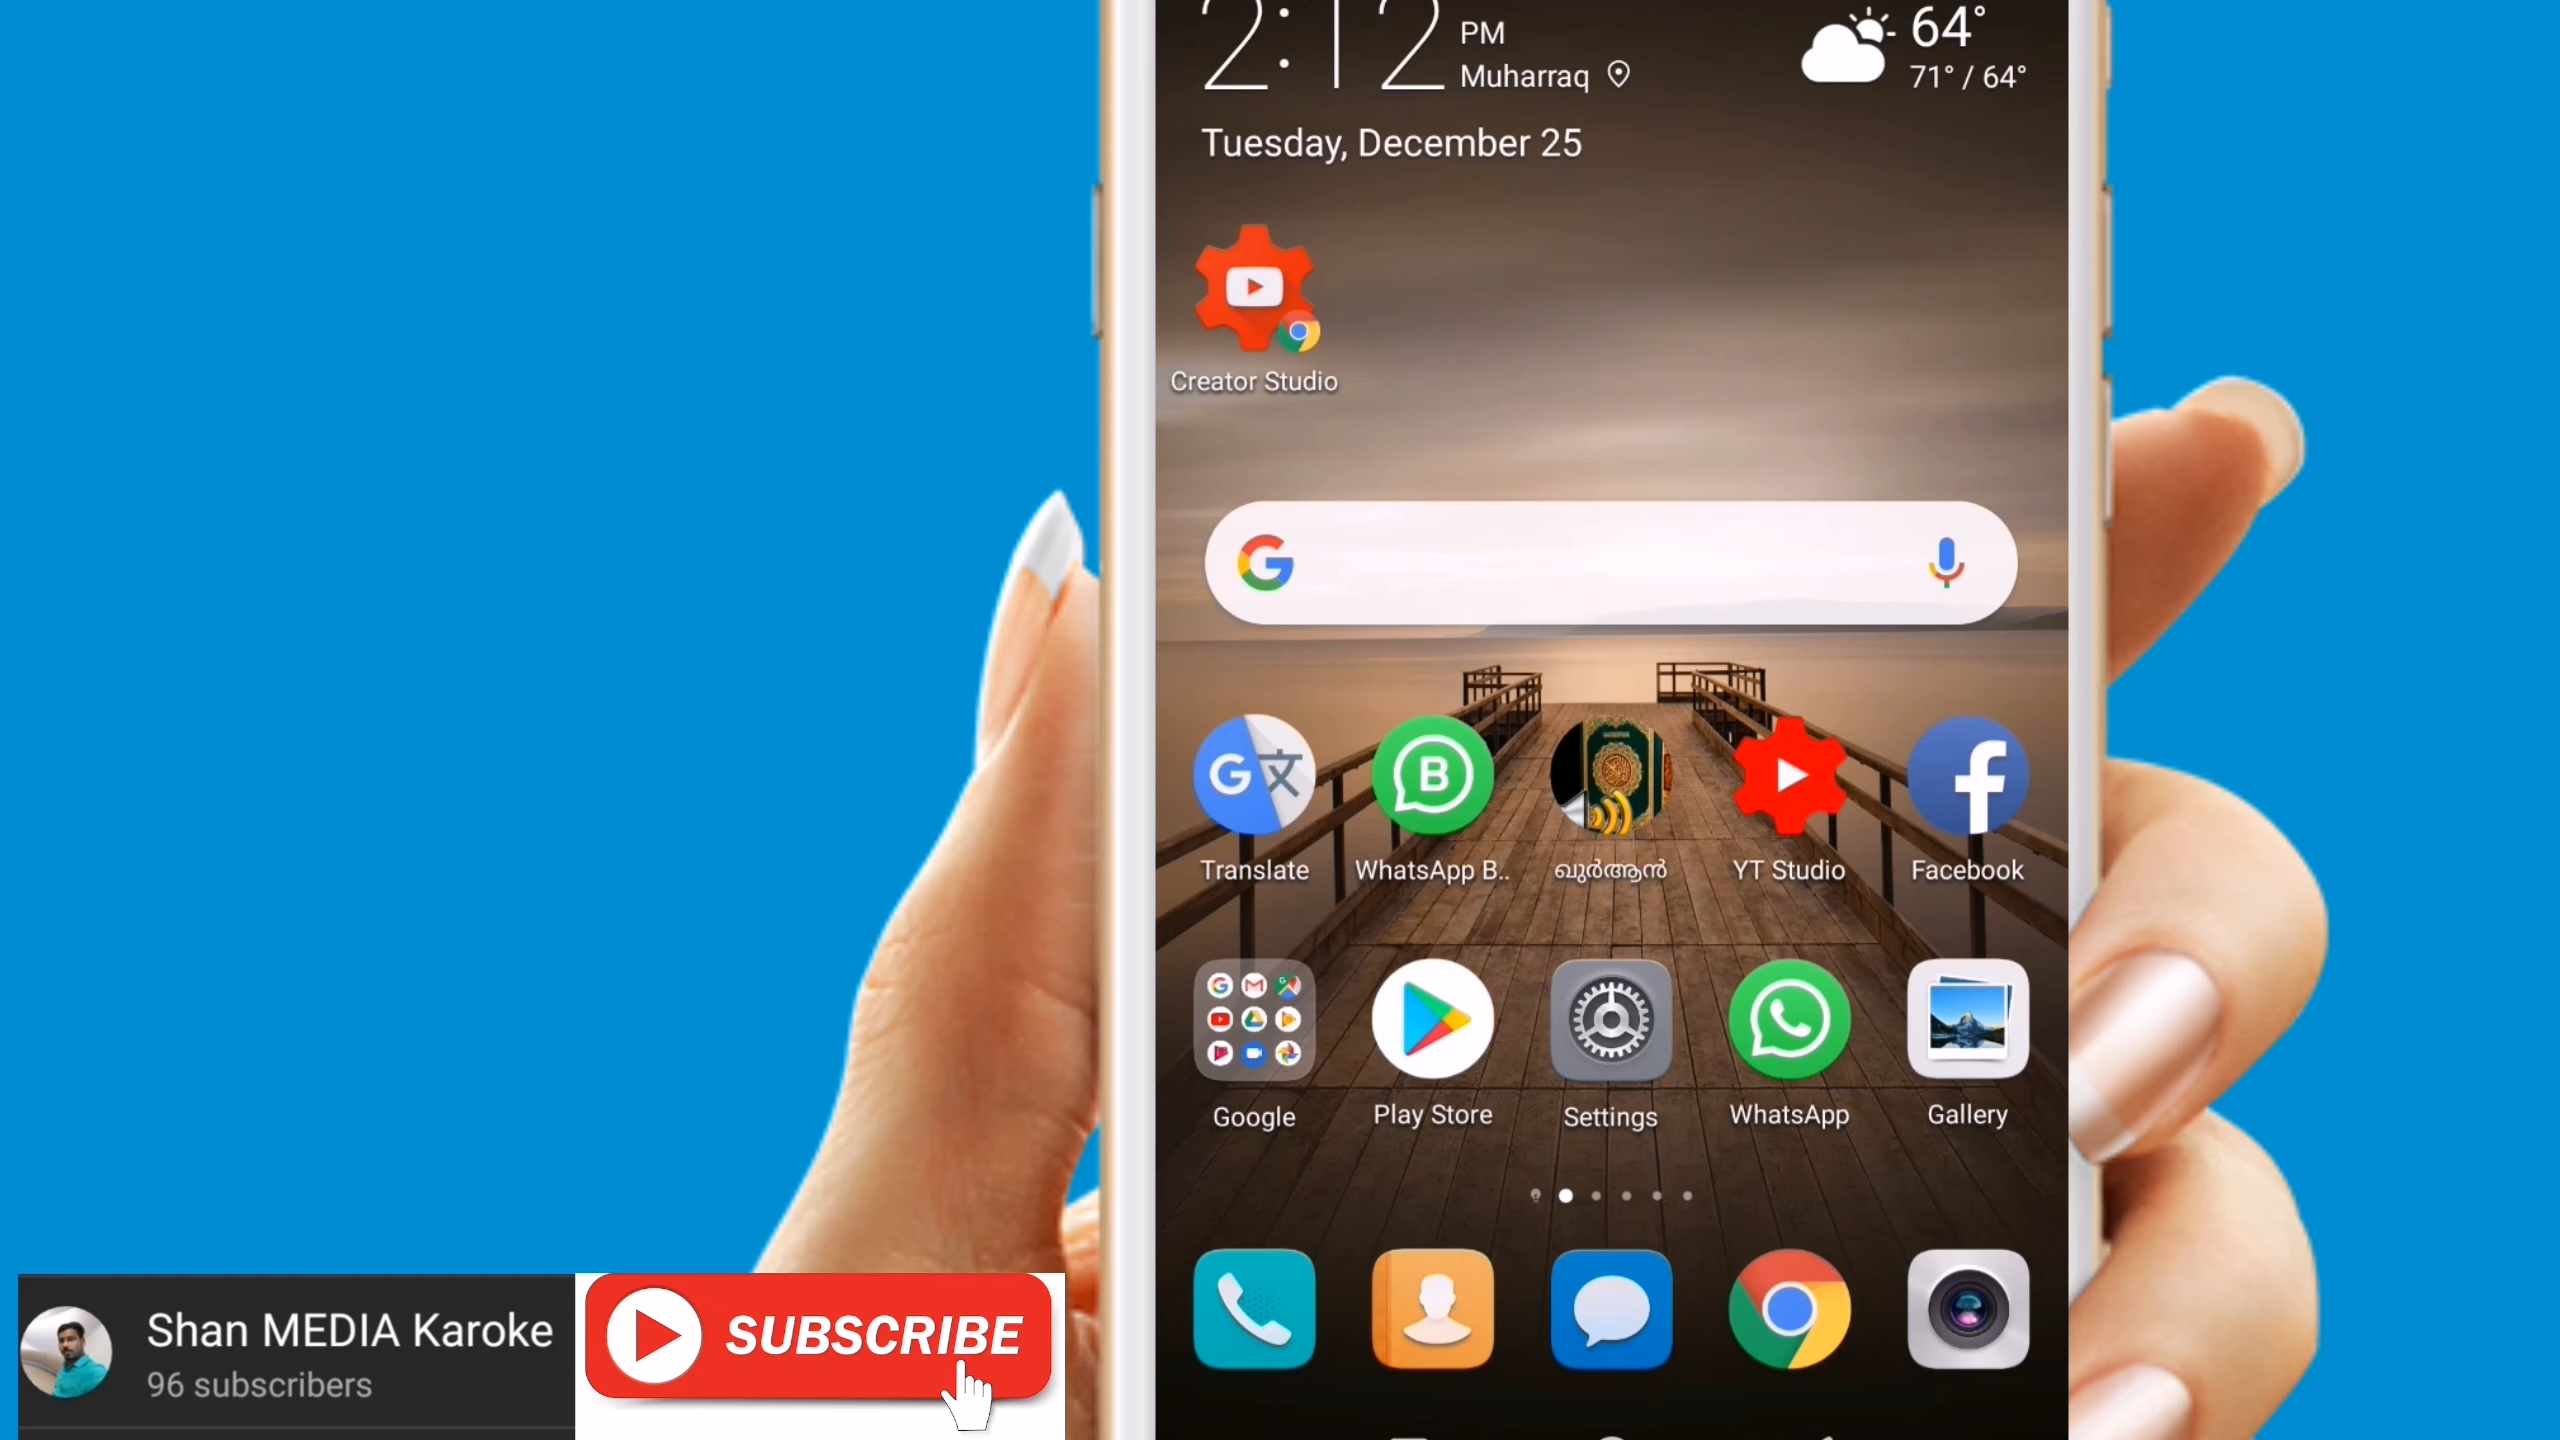 2:12 PM
Muharraq
64°
71° / 64°
Tuesday, December 25
Creator Studio
Translate
WhatsApp B..
ഖുർആൻ
YT Studio
Facebook
Google
Play Store
Settings
WhatsApp
Gallery
Shan MEDIA Karoke
96 subscribers
SUBSCRIBE